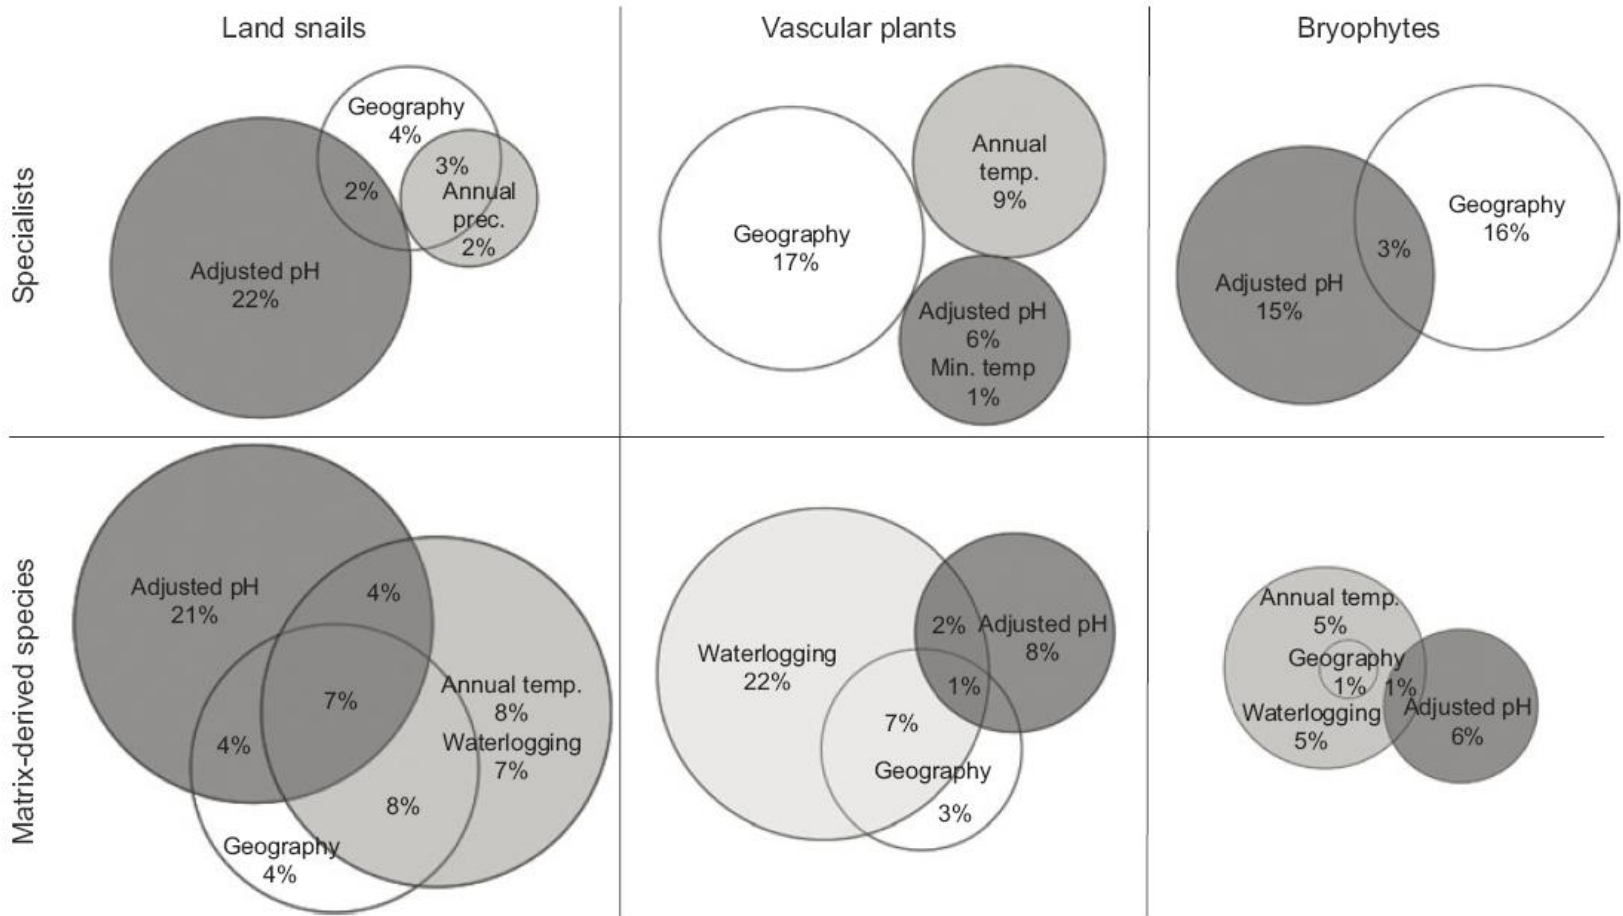 Land snails
Vascular plants
Bryophytes
Specialists
Geography
4%
3%
2%
Annual
prec.
2%
Adjusted pH
22%
Geography
17%
Annual
temp.
9%
Adjusted pH
6%
Min. temp
1%
Geography
16%
3%
Adjusted pH
15%
Matrix-derived species
Adjusted pH
21%
4%
7%
4%
Annual temp.
8%
Waterlogging
7%
8%
Geography
4%
Waterlogging
22%
2%
Adjusted pH
8%
1%
7%
Geography
3%
Annual temp.
5%
Geography
1%
1%
Waterlogging
5%
Adjusted pH
6%